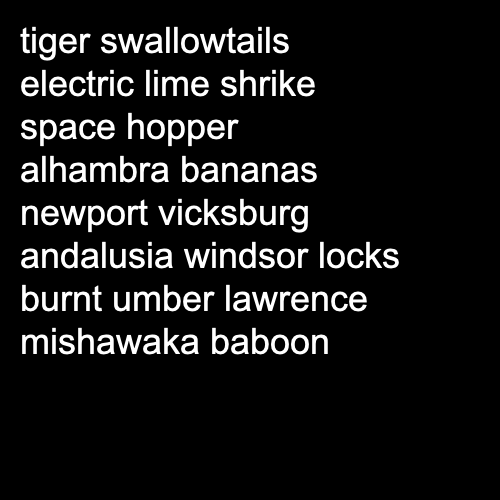 tiger swallowtails
electric lime shrike
space hopper
alhambra bananas
newport vicksburg
andalusia windsor locks
burnt umber lawrence
mishawaka baboon